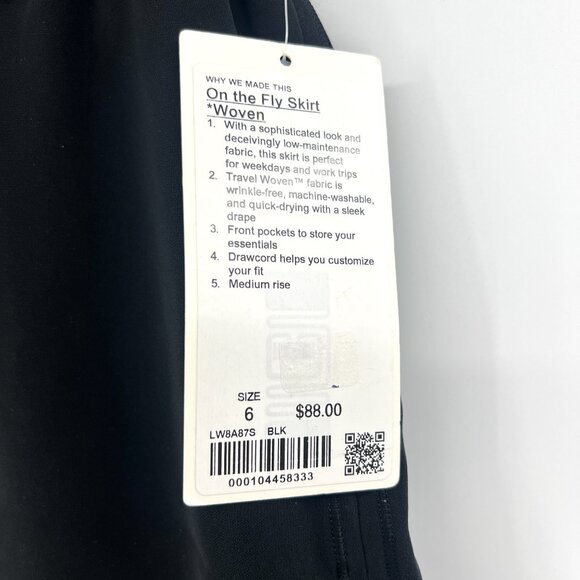 WHY WE MADE THIS
On the Fly Skirt
*Woven
1. With a sophisticated look and
deceivingly low-maintenance
fabric, this skirt is perfect
for weekdays and work trips
2. Travel Woven™ fabric is
wrinkle-free, machine-washable,
and quick-drying with a sleek
drape
3. Front pockets to store your
essentials
4. Drawcord helps you customize
your fit
5. Medium rise
SIZE
6 $88.00
LW8A87S BLK
000104458333